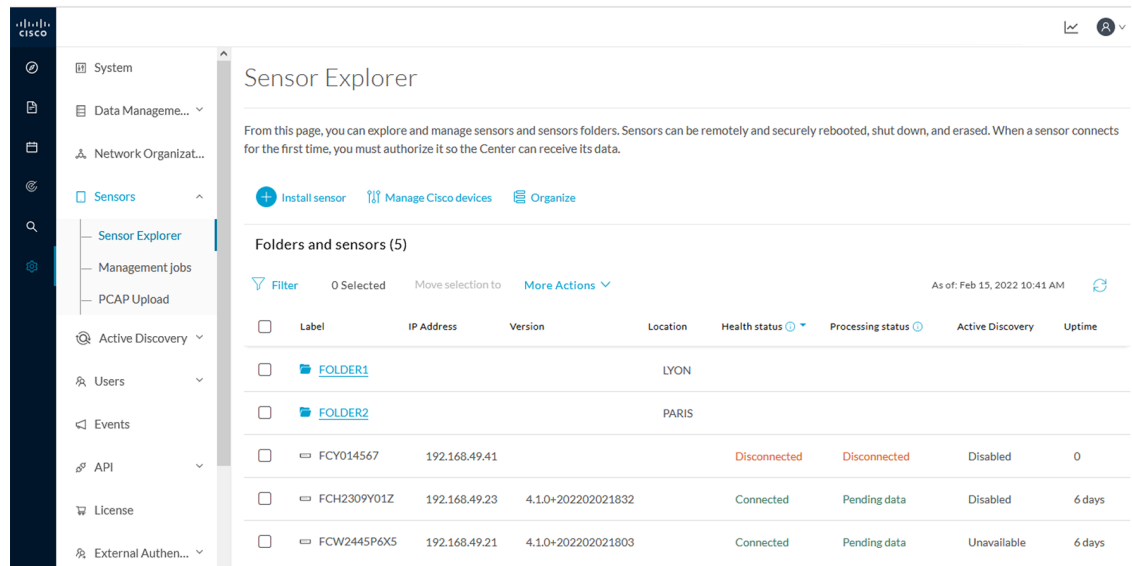 CISCO
System
Data Manageme...
Network Organizat...
Sensors
Sensor Explorer
Management jobs
PCAP Upload
Active Discovery
Users
Events
API
License
External Authen...
Sensor Explorer
From this page, you can explore and manage sensors and sensors folders. Sensors can be remotely and securely rebooted, shut down, and erased. When a sensor connects
for the first time, you must authorize it so the Center can receive its data.
Install sensor Manage Cisco devices Organize
Folders and sensors (5)
Filter 0 Selected Move selection to More Actions As of: Feb 15, 2022 10:41 AM
Label IP Address Version Location Health status Processing status Active Discovery Uptime
FOLDER1 LYON
FOLDER2 PARIS
FCY014567 192.168.49.41 Disconnected Disconnected Disabled 0
FCH2309Y01Z 192.168.49.23 4.1.0+202202021832 Connected Pending data Disabled 6 days
FCW2445P6X5 192.168.49.21 4.1.0+202202021803 Connected Pending data Unavailable 6 days